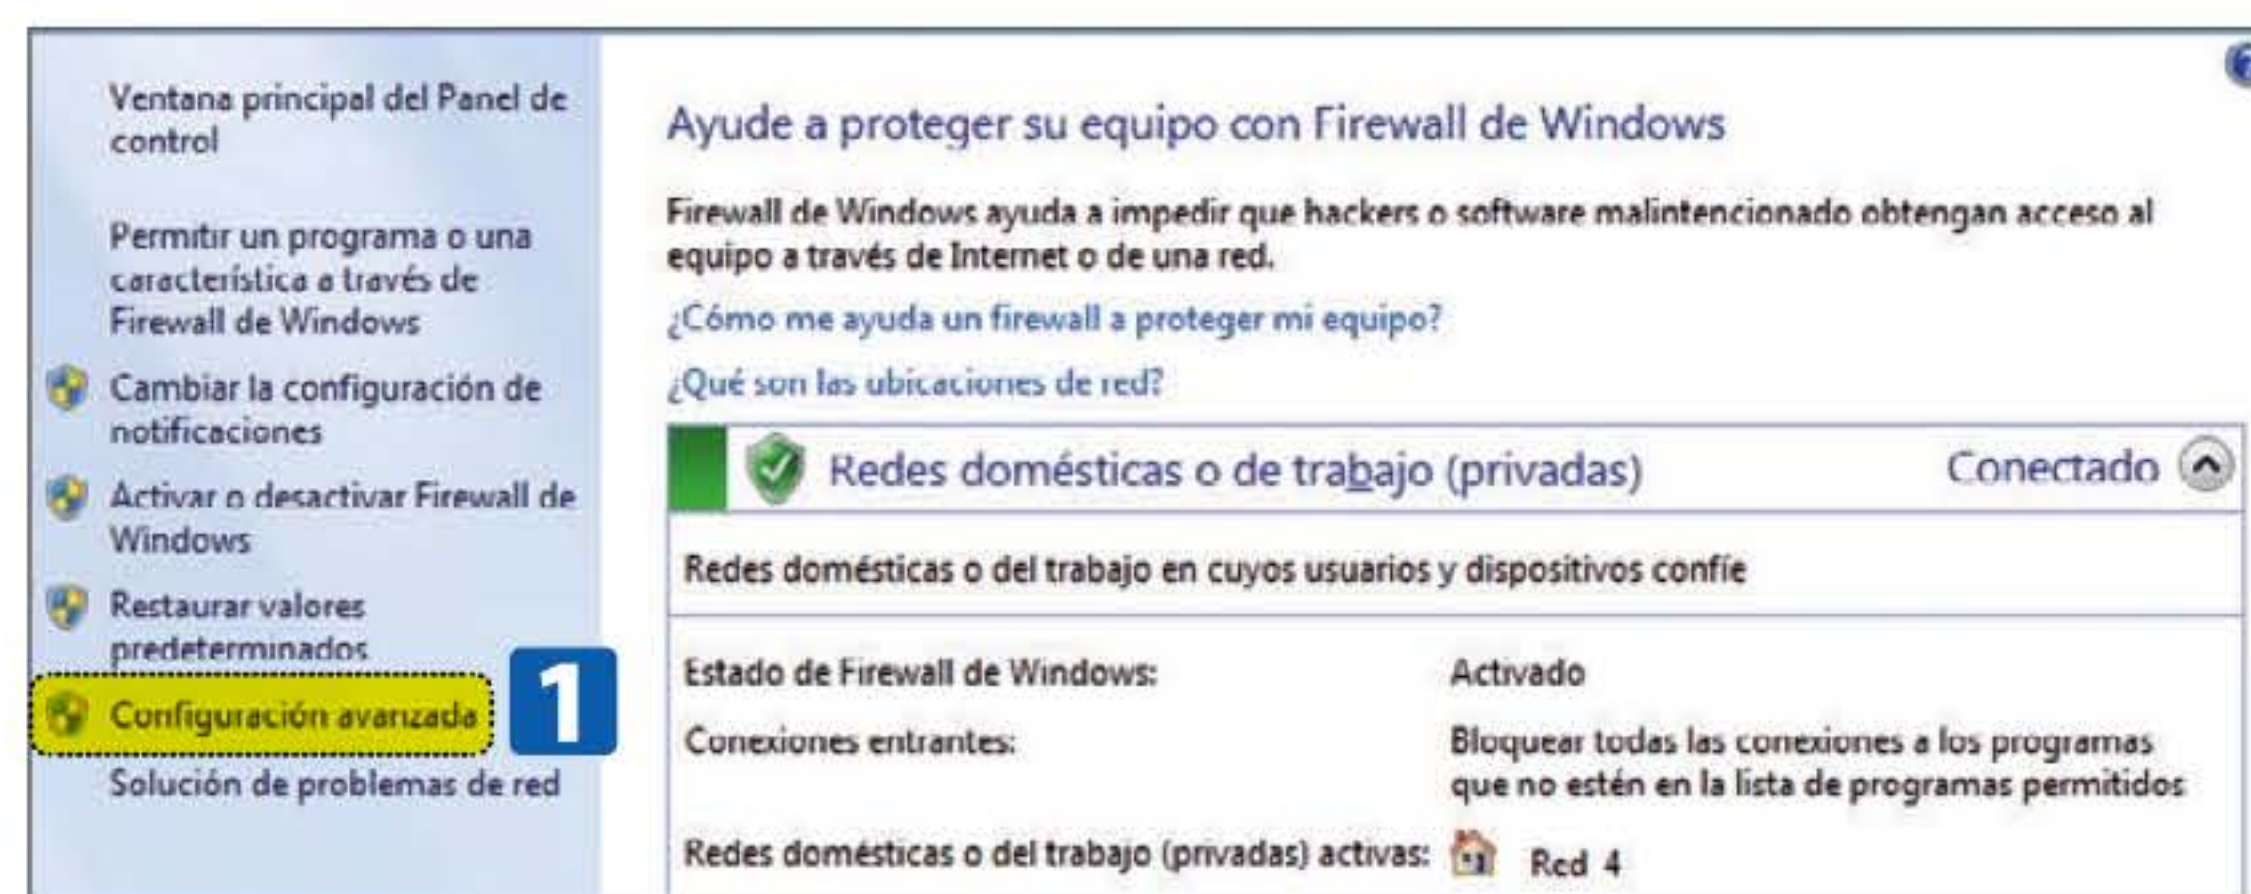 Ventana principal del Panel de
control
Permitir un programa o una
característica a través de
Firewall de Windows
Cambiar la configuración de
notificaciones
Activar o desactivar Firewall de
Windows
Restaurar valores
predeterminados
Configuración avanzada
1
Solución de problemas de red
Ayude a proteger su equipo con Firewall de Windows
Firewall de Windows ayuda a impedir que hackers o software malintencionado obtengan acceso al
equipo a través de Internet o de una red.
¿Cómo me ayuda un firewall a proteger mi equipo?
¿Qué son las ubicaciones de red?
Redes domésticas o de trabajo (privadas) Conectado
Redes domésticas o del trabajo en cuyos usuarios y dispositivos confíe
Estado de Firewall de Windows: Activado
Conexiones entrantes: Bloquear todas las conexiones a los programas
que no estén en la lista de programas permitidos
Redes domésticas o del trabajo (privadas) activas: Red 4